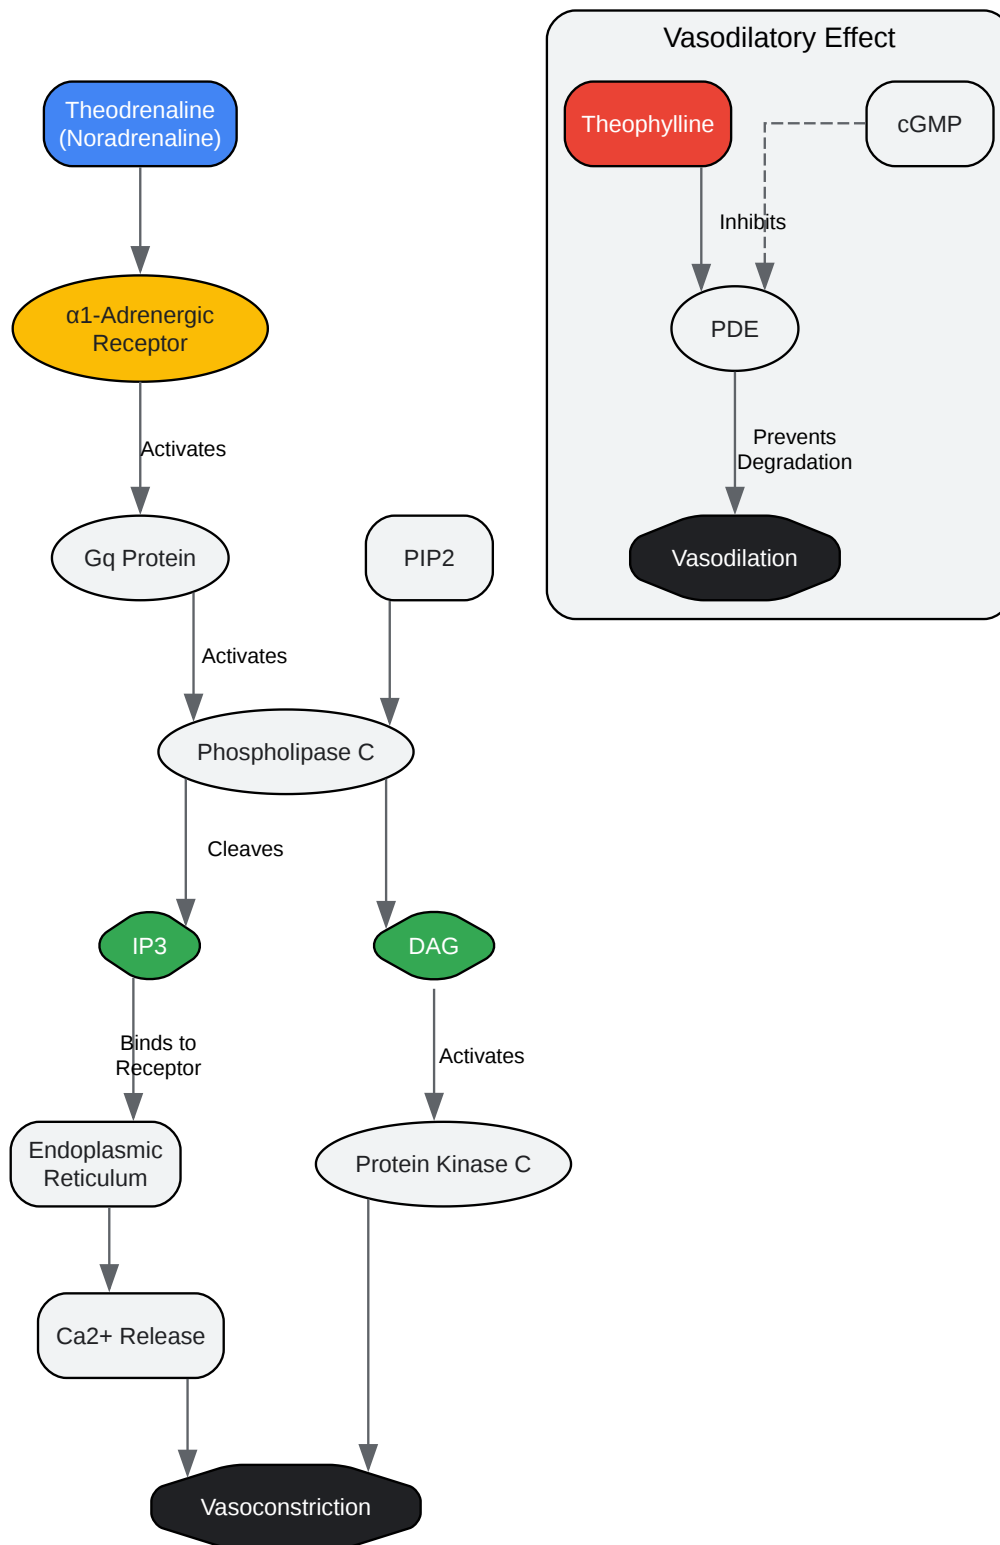 Vasodilatory Effect
Theodrenaline
(Noradrenaline)
Theophylline
cGMP
Inhibits
α1-Adrenergic
Receptor
PDE
Activates
Prevents
Degradation
Gq Protein
PIP2
Vasodilation
Activates
Phospholipase C
Cleaves
IP3
DAG
Binds to
Receptor
Activates
Endoplasmic
Reticulum
Protein Kinase C
Ca2+ Release
Vasoconstriction